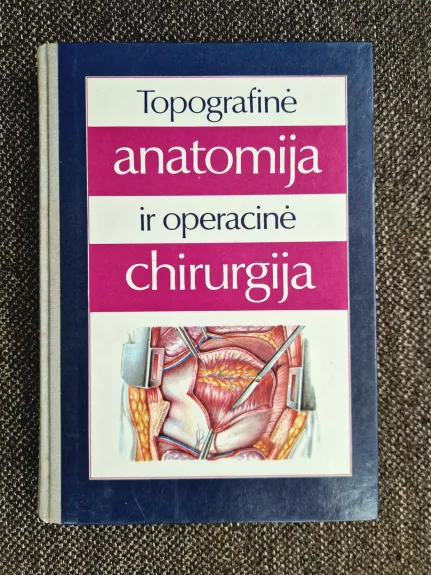 Topografinė
anatomija
ir operacinė
chirurgija